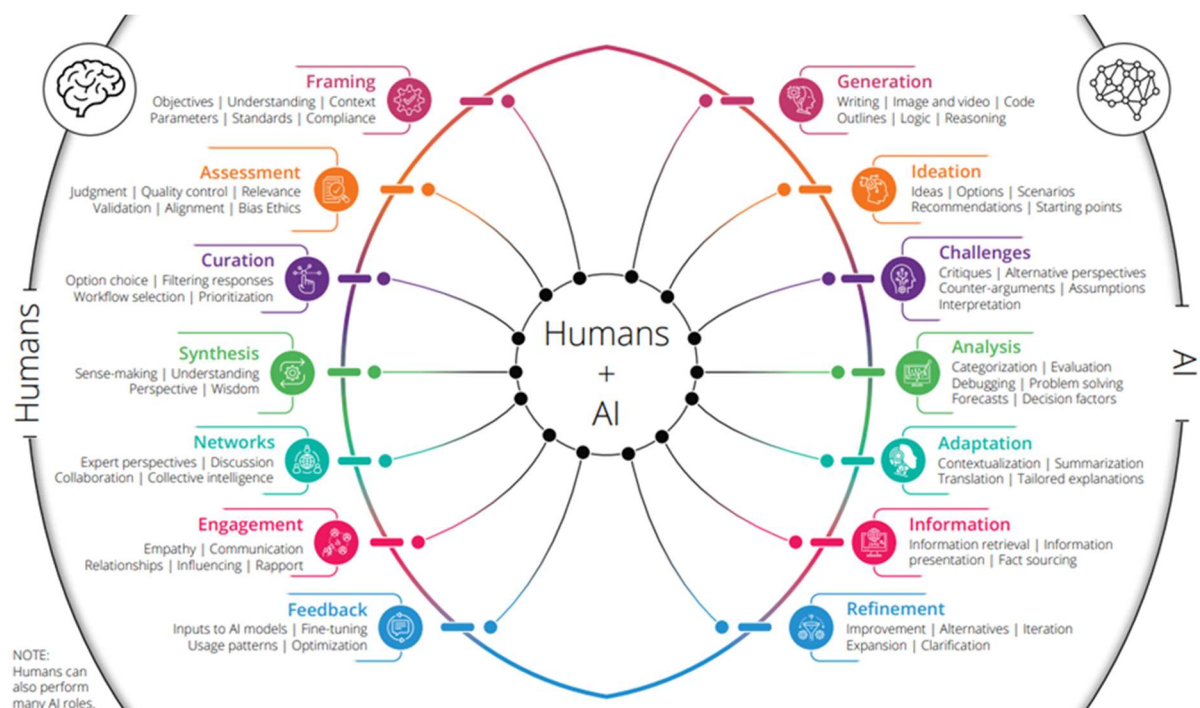 Humans
Framing
Objectives | Understanding | Context
Parameters | Standards | Compliance
Assessment
Judgment | Quality control | Relevance
Validation | Alignment | Bias Ethics
Curation
Option choice | Filtering responses
Workflow selection | Prioritization
Synthesis
Sense-making | Understanding
Perspective | Wisdom
Networks
Expert perspectives | Discussion
Collaboration | Collective intelligence
Engagement
Empathy | Communication
Relationships | Influencing | Rapport
Feedback
Inputs to AI models | Fine-tuning
Usage patterns | Optimization
NOTE:
Humans can
also perform
many AI roles.
Humans
+
AI
Generation
Writing | Image and video | Code
Outlines | Logic | Reasoning
Ideation
Ideas | Options | Scenarios
Recommendations | Starting points
Challenges
Critiques | Alternative perspectives
Counter-arguments | Assumptions
Interpretation
Analysis
Categorization | Evaluation
Debugging | Problem solving
Forecasts | Decision factors
Adaptation
Contextualization | Summarization
Translation | Tailored explanations
Information
Information retrieval | Information
presentation | Fact sourcing
Refinement
Improvement | Alternatives | Iteration
Expansion | Clarification
AI